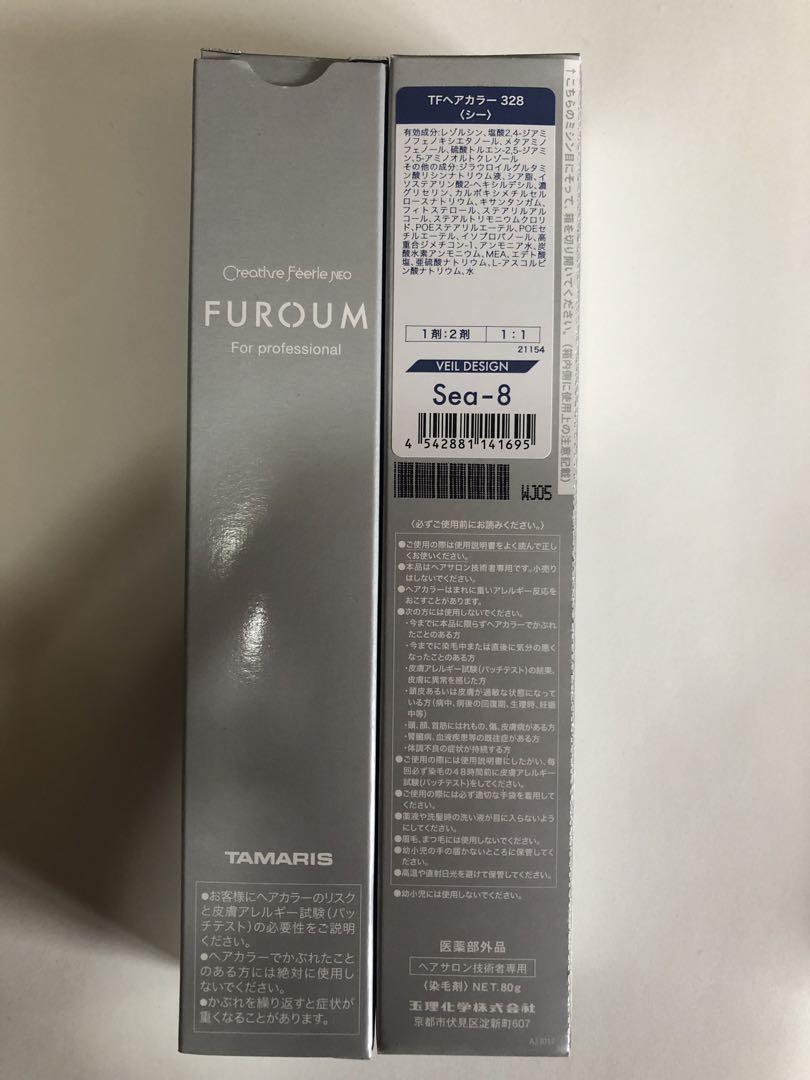 Creative Féerie NEO
FUROUM
For professional
TAMARIS
●お客様にヘアカラーのリスク
と皮膚アレルギー試験(パッ
チテスト)の必要性をご説明
ください。
●ヘアカラーでかぶれたこと
のある方には絶対に使用し
ないでください。
●かぶれを繰り返すと症状が
重くなることがあります。
TFヘアカラー 328
〈シー〉
有効成分:レゾルシン、塩酸2,4-ジアミ
ノフェノキシエタノール、メタアミノ
フェノール、硫酸トルエン-2,5-ジアミ
ン、5-アミノオルトクレゾール
その他の成分:ジラウロイルグルタミ
ン酸リシンナトリウム液、シア脂、イ
ソステアリン酸2-ヘキシルデシル、濃
グリセリン、カルボキシメチルセル
ロースナトリウム、キサンタンガム、
フィトステロール、ステアリルアル
コール、ステアルトリモニウムクロリ
ド、POEステアリルエーテル、POEセ
チルエーテル、イソプロパノール、高
重合ジメチコン-1、アンモニア水、炭
酸水素アンモニウム、MEA、エデト酸
塩、亜硫酸ナトリウム、L-アスコルビ
ン酸ナトリウム、水
1剤:2剤 1:1
21154
VEIL DESIGN
Sea-8
4 542881 141695
WJ05
↑こちらのミシン目にそって、箱を切り開いてください。(箱内側に使用上の注意記載)
〈必ずご使用前にお読みください。〉
●ご使用の際は使用説明書をよく読んで正し
くお使いください。
●本品はヘアサロン技術者専用です。小売り
はしないでください。
●ヘアカラーはまれに重いアレルギー反応を
おこすことがあります。
●次の方には使用しないでください。
・今までに本品に限らずヘアカラーでかぶれ
たことのある方
・今までに染毛中または直後に気分の悪く
なったことのある方
・皮膚アレルギー試験(パッチテスト)の結果、
皮膚に異常を感じた方
・頭皮あるいは皮膚が過敏な状態になって
いる方(病中、病後の回復期、生理時、妊娠
中等)
・頭、顔、首筋にはれもの、傷、皮膚病がある方
・腎臓病、血液疾患等の既往症がある方
・体調不良の症状が持続する方
●ご使用の際には使用説明書にしたがい、毎
回必ず染毛の48時間前に皮膚アレルギー
試験(パッチテスト)をしてください。
●ご使用の際には必ず適切な手袋を着用して
ください。
●薬液や洗髪時の洗い液が目に入らないよう
にしてください。
●眉毛、まつ毛には使用しないでください。
●幼小児の手の届かないところに保管してく
ださい。
●高温や直射日光を避けて保管してください。
●幼小児には使用しないでください。
医薬部外品
ヘアサロン技術者専用
〈染毛剤〉NET.80g
玉理化学株式会社
京都市伏見区淀新町607